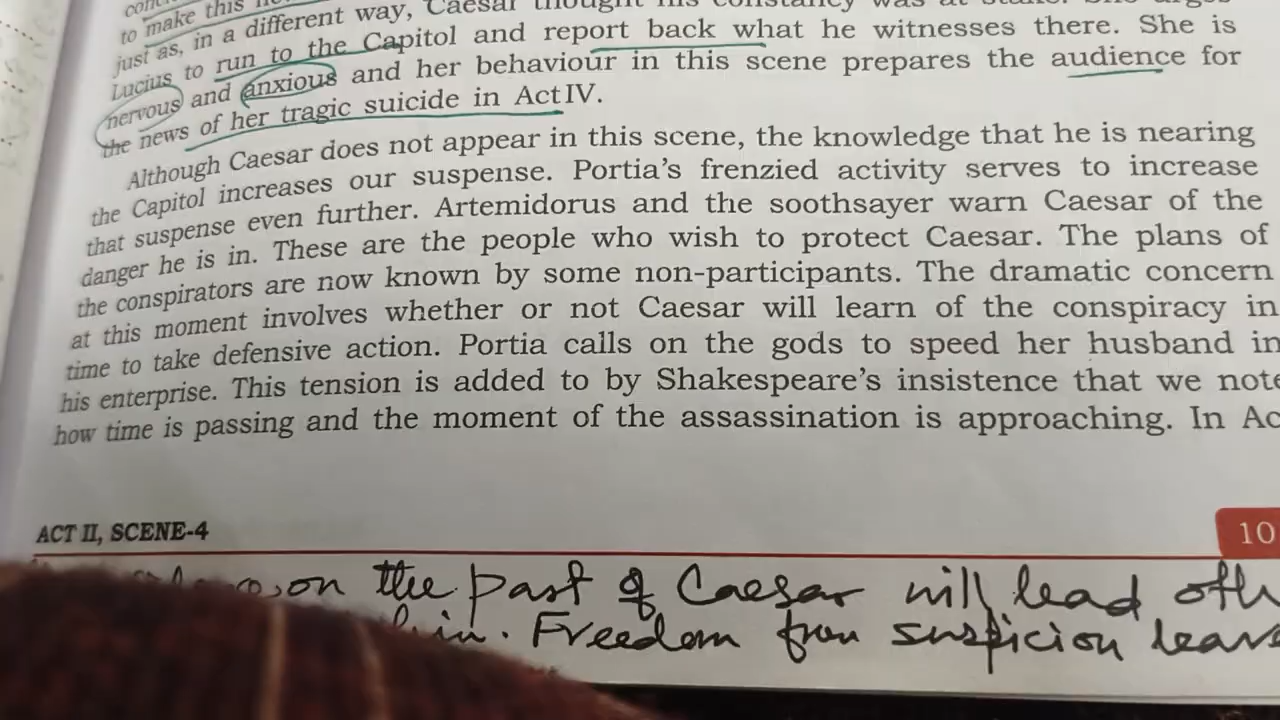 to make this
just as, in a different way, Caesar thought his constancy was at
Lucius to run to the Capitol and report back what he witnesses there. She is
nervous and anxious and her behaviour in this scene prepares the audience for
the news of her tragic suicide in Act IV.
Although Caesar does not appear in this scene, the knowledge that he is nearing
the Capitol increases our suspense. Portia's frenzied activity serves to increase
that suspense even further. Artemidorus and the soothsayer warn Caesar of the
danger he is in. These are the people who wish to protect Caesar. The plans of
the conspirators are now known by some non-participants. The dramatic concern
at this moment involves whether or not Caesar will learn of the conspiracy in
time to take defensive action. Portia calls on the gods to speed her husband in
his enterprise. This tension is added to by Shakespeare's insistence that we note
how time is passing and the moment of the assassination is approaching. In Ac
ACT II, SCENE-4
10
on the part of Caesar will lead oth
Freedom from suspicion leav